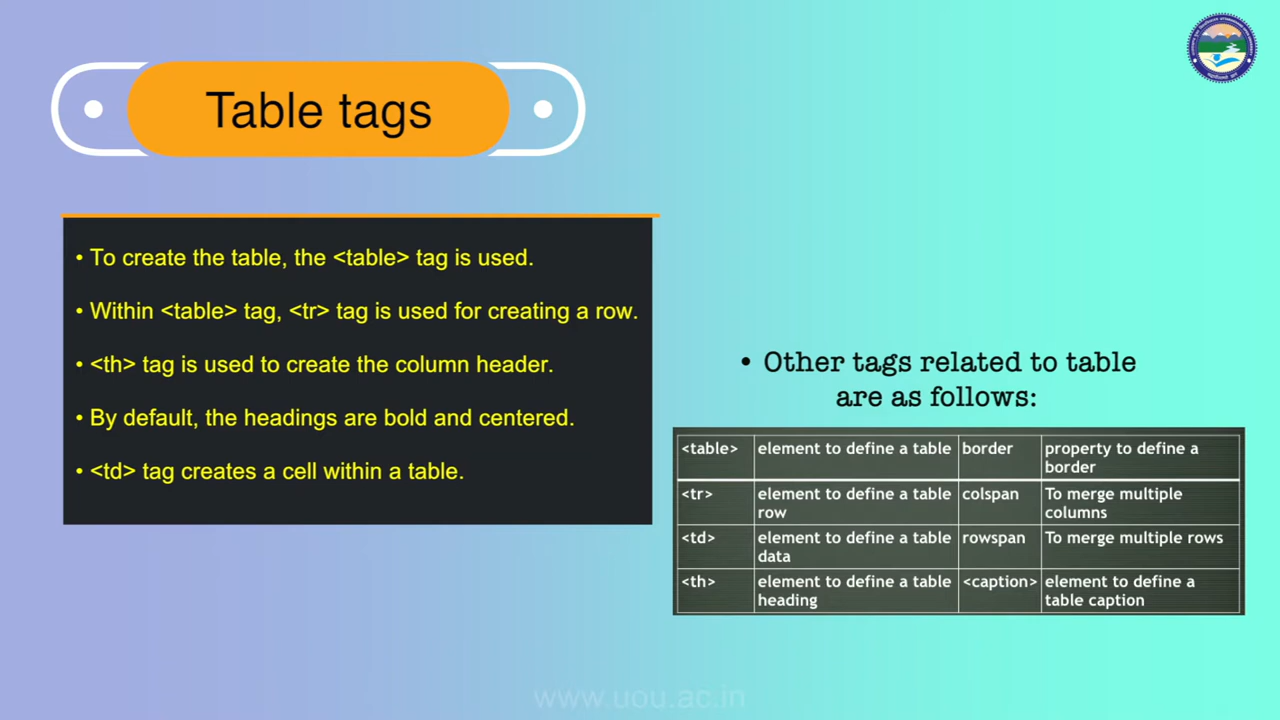 Table tags
• To create the table, the <table> tag is used.
• Within <table> tag, <tr> tag is used for creating a row.
• <th> tag is used to create the column header.
• By default, the headings are bold and centered.
• <td> tag creates a cell within a table.
• Other tags related to table
are as follows:
<table> element to define a table border property to define a
border
<tr> element to define a table colspan To merge multiple
row columns
<td> element to define a table rowspan To merge multiple rows
data
<th> element to define a table <caption> element to define a
heading table caption
www.uou.ac.in